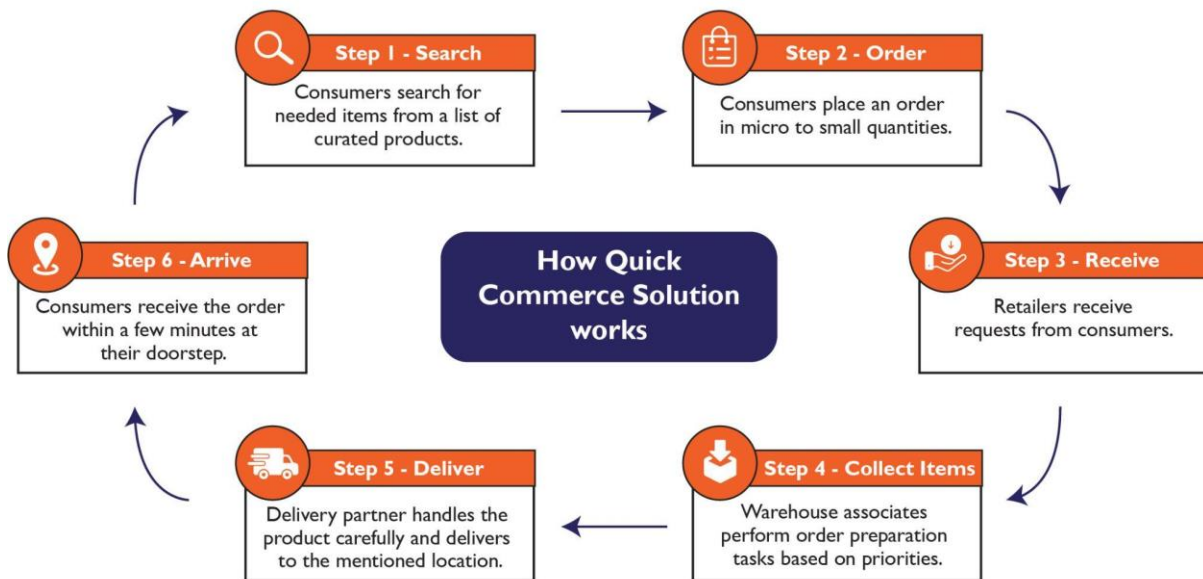 Step 1 - Search
Consumers search for
needed items from a list of
curated products.
Step 2 - Order
Consumers place an order
in micro to small quantities.
Step 3 - Receive
Retailers receive
requests from consumers.
Step 4 - Collect Items
Warehouse associates
perform order preparation
tasks based on priorities.
Step 5 - Deliver
Delivery partner handles the
product carefully and delivers
to the mentioned location.
Step 6 - Arrive
Consumers receive the order
within a few minutes at
their doorstep.
How Quick
Commerce Solution
works